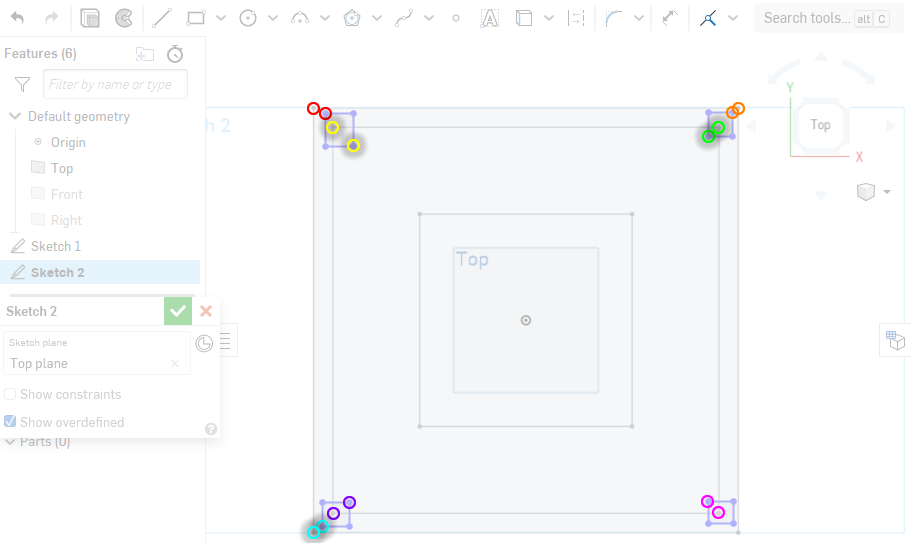 Search tools... alt C
Features (6)
Filter by name or type
Default geometry
Origin
Top
Front
Right
Sketch 1
Sketch 2
Sketch 2
Sketch plane
Top plane
Show constraints
Show overdefined
Parts (0)
h 2
Top
Y
Top
X